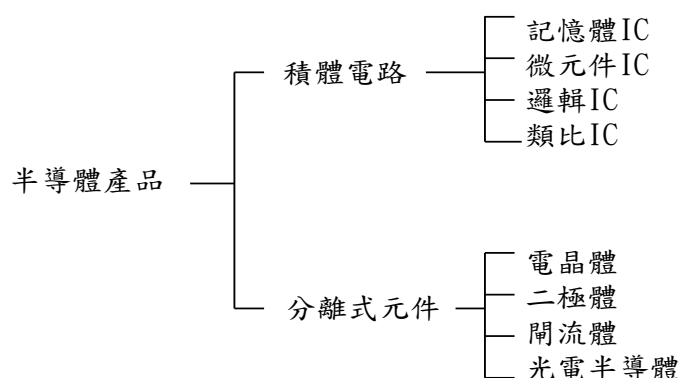 記憶體IC
積體電路
微元件IC
邏輯IC
類比IC
半導體產品
電晶體
分離式元件
二極體
閘流體
光電半導體